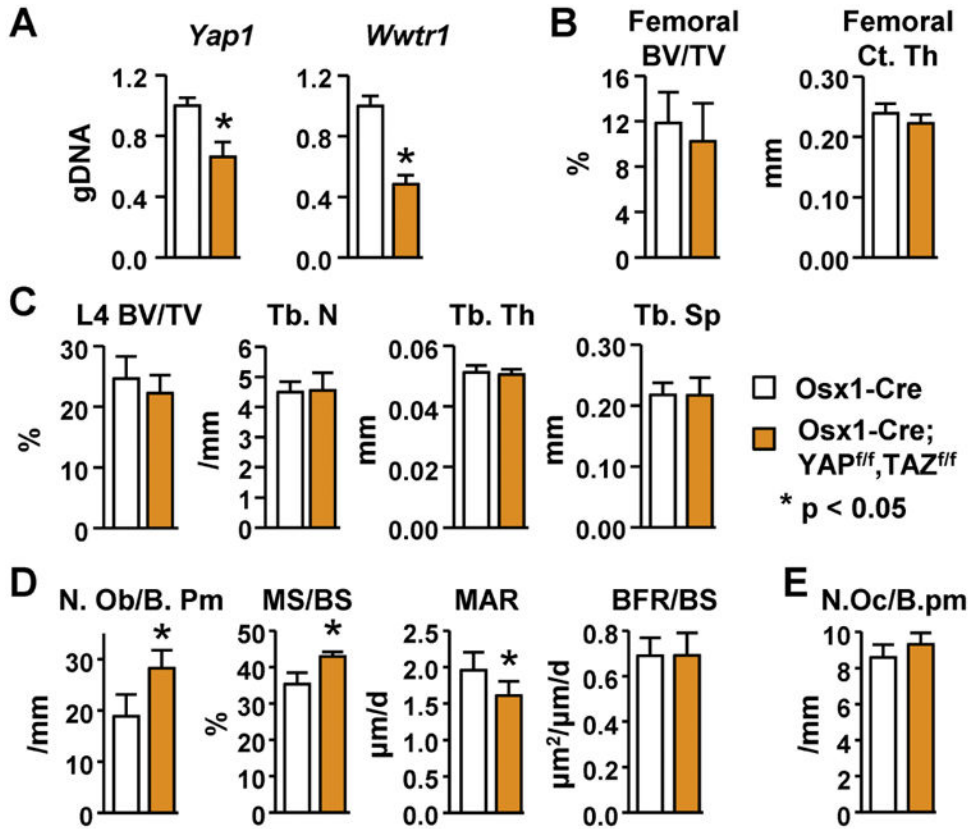 A
Yap1
Wwtr1
gDNA
1.2
0.8
0.4
0.0
*
1.2
0.8
0.4
0.0
*
B
Femoral
BV/TV
%
16
12
8
4
0
Femoral
Ct. Th
mm
0.30
0.20
0.10
0.00
C
L4 BV/TV
%
30
20
10
0
Tb. N
/mm
6
5
4
3
2
1
0
Tb. Th
mm
0.06
0.04
0.02
0.00
Tb. Sp
mm
0.30
0.20
0.10
0.00
Osx1-Cre
Osx1-Cre;
YAPf/f,TAZf/f
* p < 0.05
D
N. Ob/B. Pm
/mm
30
20
10
0
*
MS/BS
%
50
40
30
20
10
0
*
MAR
µm/d
2.5
2.0
1.5
1.0
0.5
0.0
*
BFR/BS
µm²/µm/d
0.8
0.6
0.4
0.2
0.0
E
N.Oc/B.pm
/mm
10
8
6
4
2
0